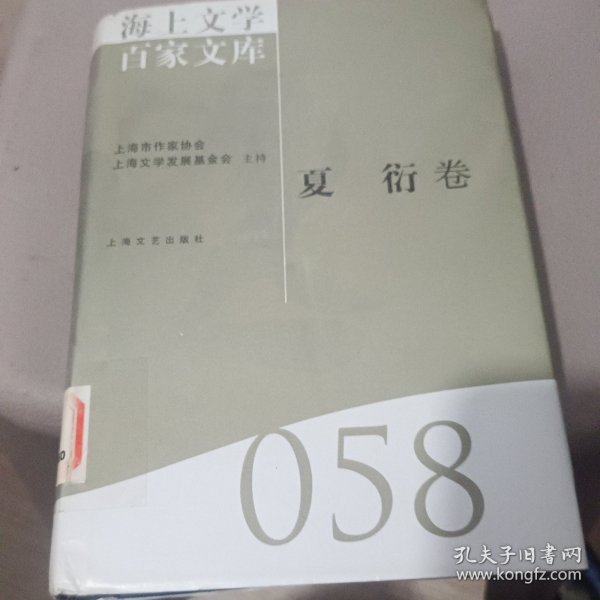 海上文学
百家文库
上海市作家协会
上海文学发展基金会 主持
夏 衍 卷
上海文艺出版社
058
孔夫子旧书网
www.kongfz.com